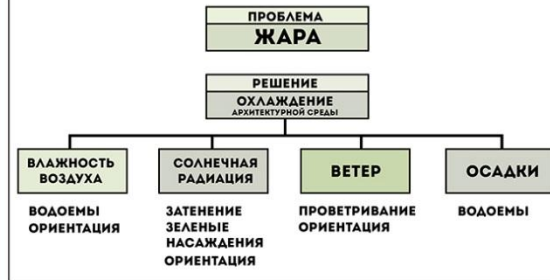 ПРОБЛЕМА
ЖАРА
РЕШЕНИЕ
ОХЛАЖДЕНИЕ
АРХИТЕКТУРНОЙ СРЕДЫ
ВЛАЖНОСТЬ
ВОЗДУХА
ВОДОЕМЫ
ОРИЕНТАЦИЯ
СОЛНЕЧНАЯ
РАДИАЦИЯ
ЗАТЕНЕНИЕ
ЗЕЛЕНЫЕ
НАСАЖДЕНИЯ
ОРИЕНТАЦИЯ
ВЕТЕР
ПРОВЕТРИВАНИЕ
ОРИЕНТАЦИЯ
ОСАДКИ
ВОДОЕМЫ